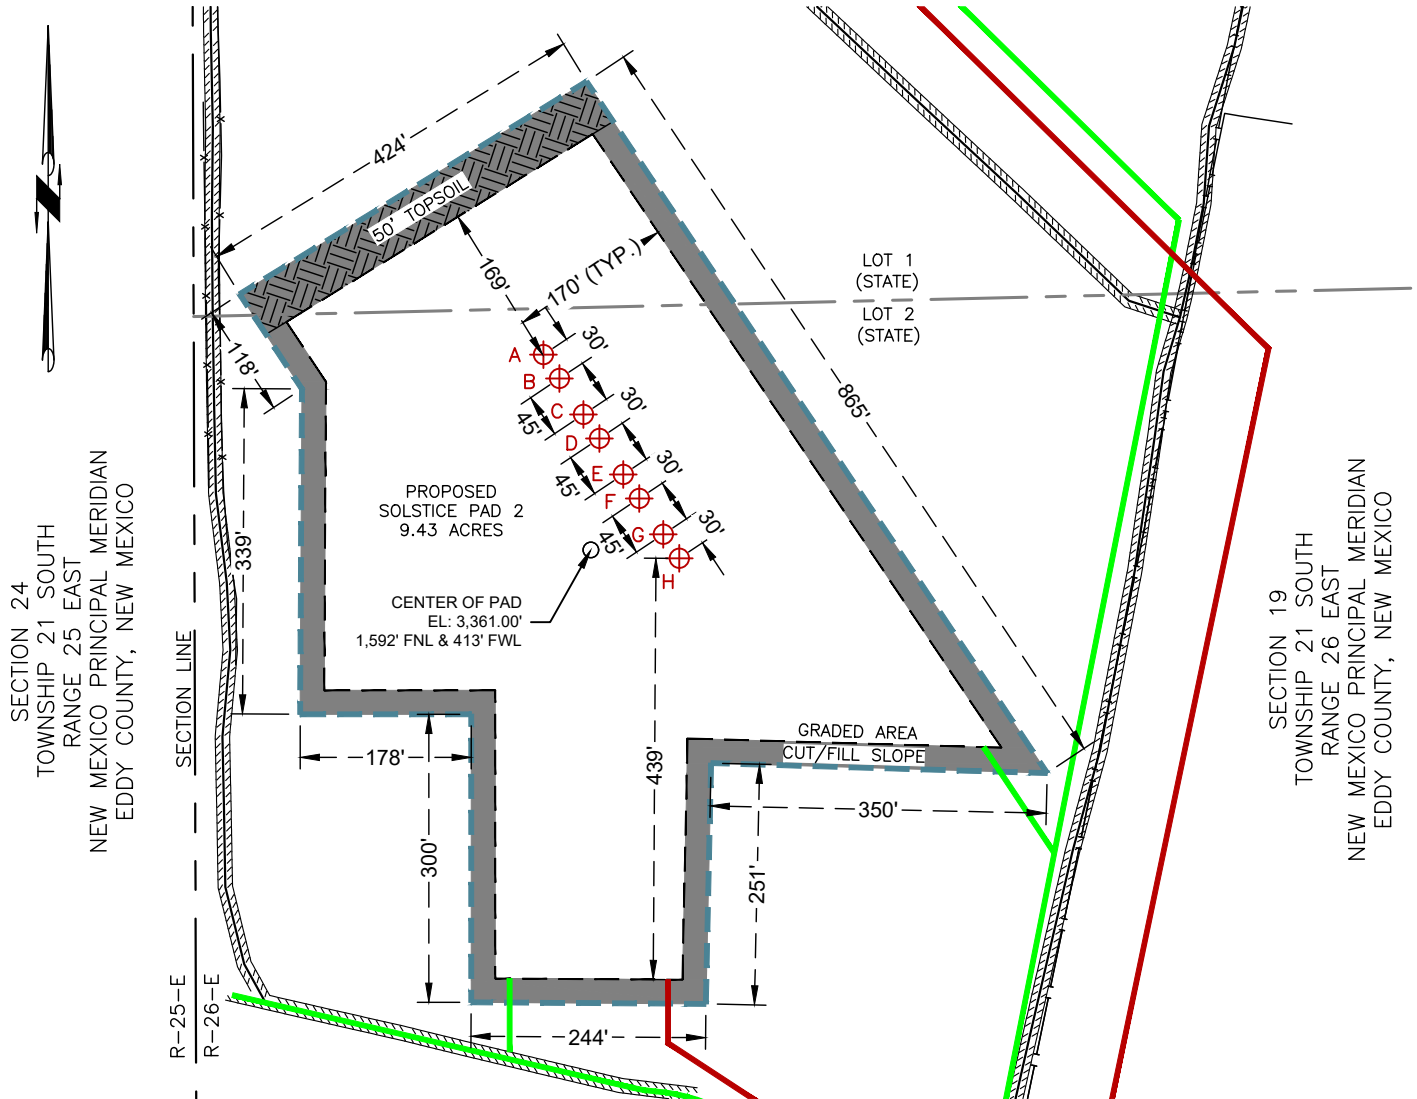 424'
50' TOPSOIL
169'
170' (TYP.)
LOT 1
(STATE)
LOT 2
(STATE)
118'
865'
A
B
C
D
E
F
G
H
30'
30'
30'
30'
45'
45'
45'
PROPOSED
SOLSTICE PAD 2
9.43 ACRES
339'
CENTER OF PAD
EL: 3,361.00'
1,592' FNL & 413' FWL
SECTION 24
TOWNSHIP 21 SOUTH
RANGE 25 EAST
NEW MEXICO PRINCIPAL MERIDIAN
EDDY COUNTY, NEW MEXICO
SECTION LINE
SECTION 19
TOWNSHIP 21 SOUTH
RANGE 26 EAST
NEW MEXICO PRINCIPAL MERIDIAN
EDDY COUNTY, NEW MEXICO
GRADED AREA
CUT/FILL SLOPE
178'
439'
350'
300'
251'
244'
R-25-E
R-26-E